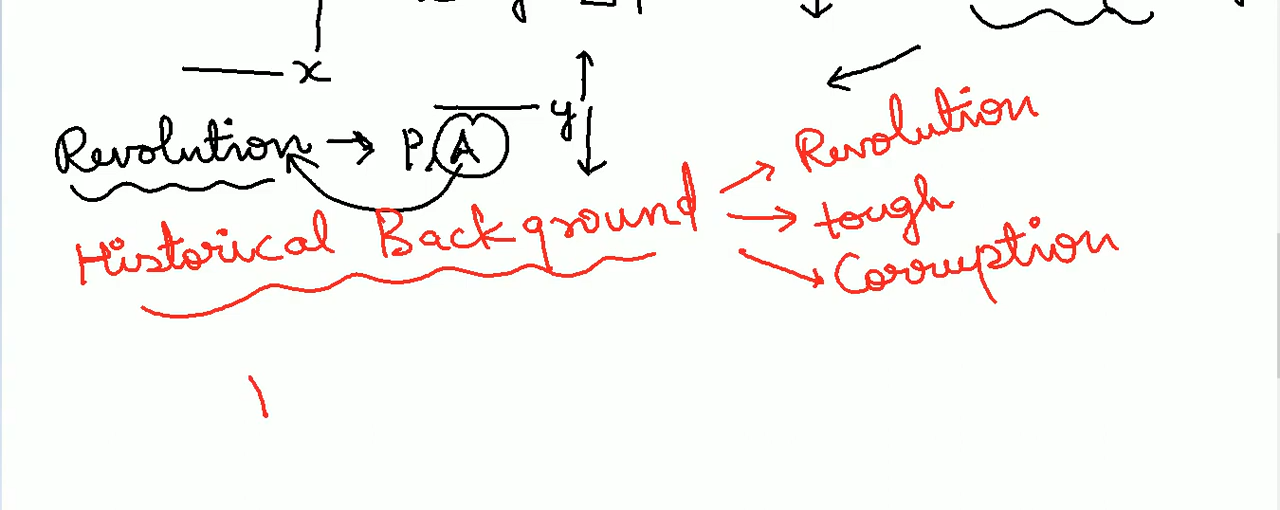 x
y
Revolution → P, A
Historical Background → Revolution
→ tough
→ Corruption